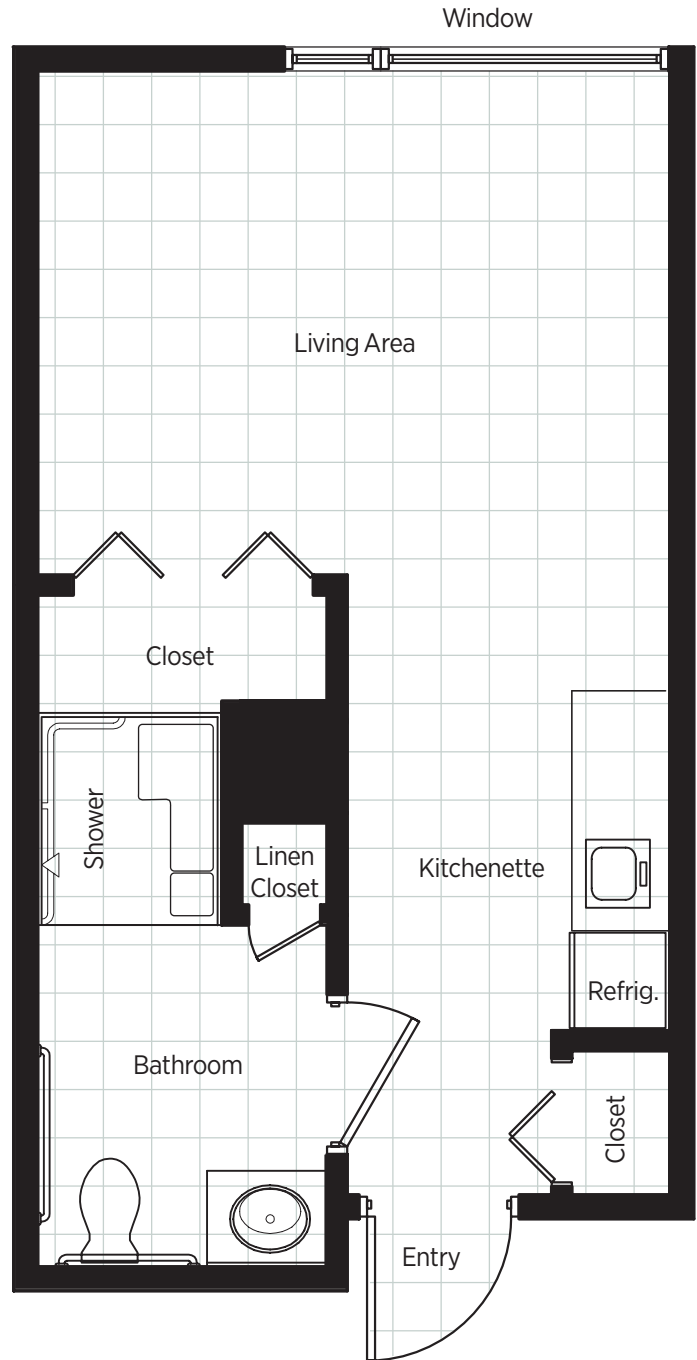 Window
Living Area
Closet
Shower
Linen
Closet
Kitchenette
Refrig.
Bathroom
Closet
Entry